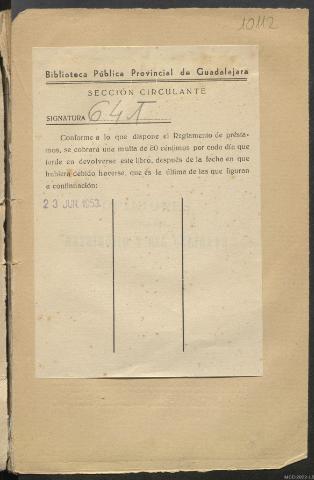 10112
Biblioteca Pública Provincial de Guadalajara
SECCIÓN CIRCULANTE
SIGNATURA 64T
Conforme a lo que dispone el Reglamento de présta-
mos, se cobrará una multa de 60 céntimos por cada día que
tarde en devolverse este libro, después de la fecha en que
hubiera debido hacerse, que es la última de las que figuran
a continuación:
23 JUN. 1953